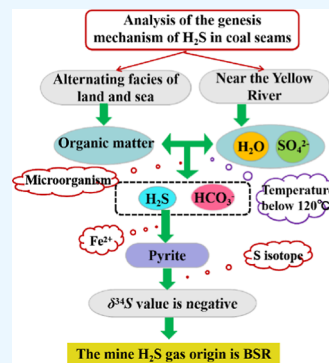 Analysis of the genesis
mechanism of H₂S in coal seams
Alternating facies of
land and sea
Near the Yellow
River
Organic matter
H₂O
SO₄²⁻
Microorganism
H₂S
HCO₃⁻
Temperature
below 120℃
Fe²⁺
Pyrite
S isotope
δ³⁴S value is negative
The mine H₂S gas origin is BSR